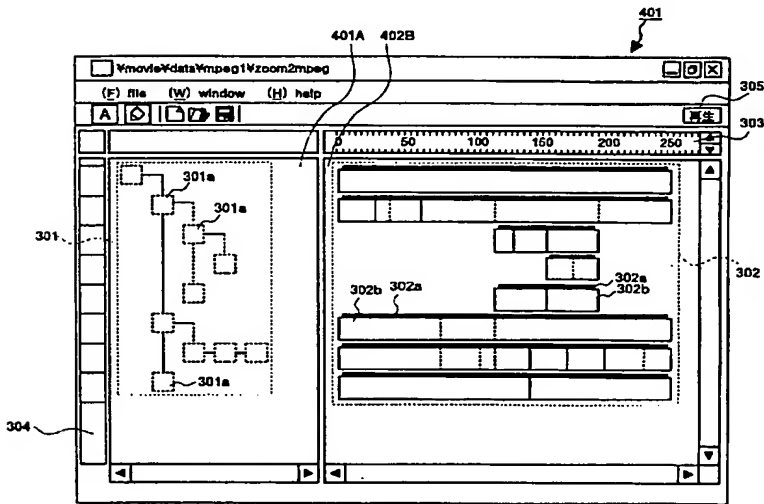 401
401A 402B
¥movie¥data¥mpeg1¥zoom2mpeg
(F) file (W) window (H) help
305
A 再生
303
0 50 100 150 200 250
301a
301a
301
302
302a
302b 302a 302b
301a
304